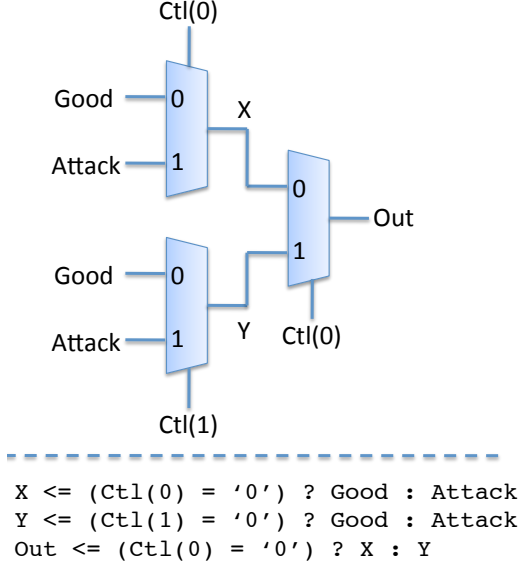 Ctl(0)
Good
0
X
Attack
1
0
Out
1
Good
0
Attack
1
Y
Ctl(0)
Ctl(1)
X <= (Ctl(0) = ‘0’) ? Good : Attack
Y <= (Ctl(1) = ‘0’) ? Good : Attack
Out <= (Ctl(0) = ‘0’) ? X : Y